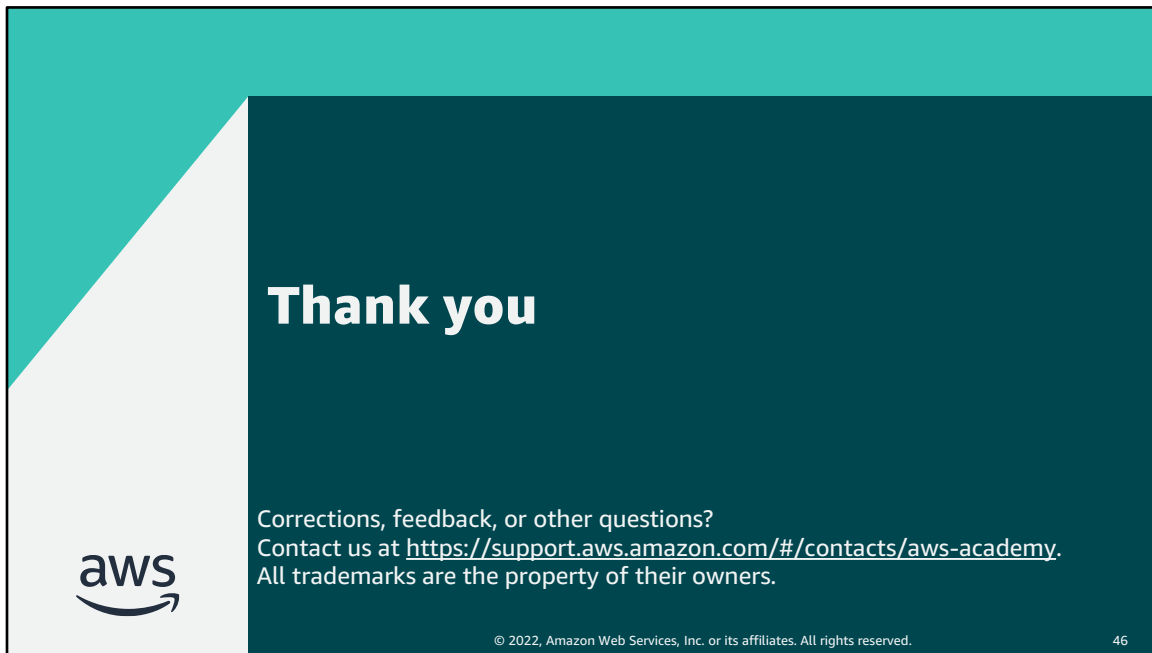 Thank you
Corrections, feedback, or other questions?
Contact us at https://support.aws.amazon.com/#/contacts/aws-academy.
All trademarks are the property of their owners.
aws
© 2022, Amazon Web Services, Inc. or its affiliates. All rights reserved.
46